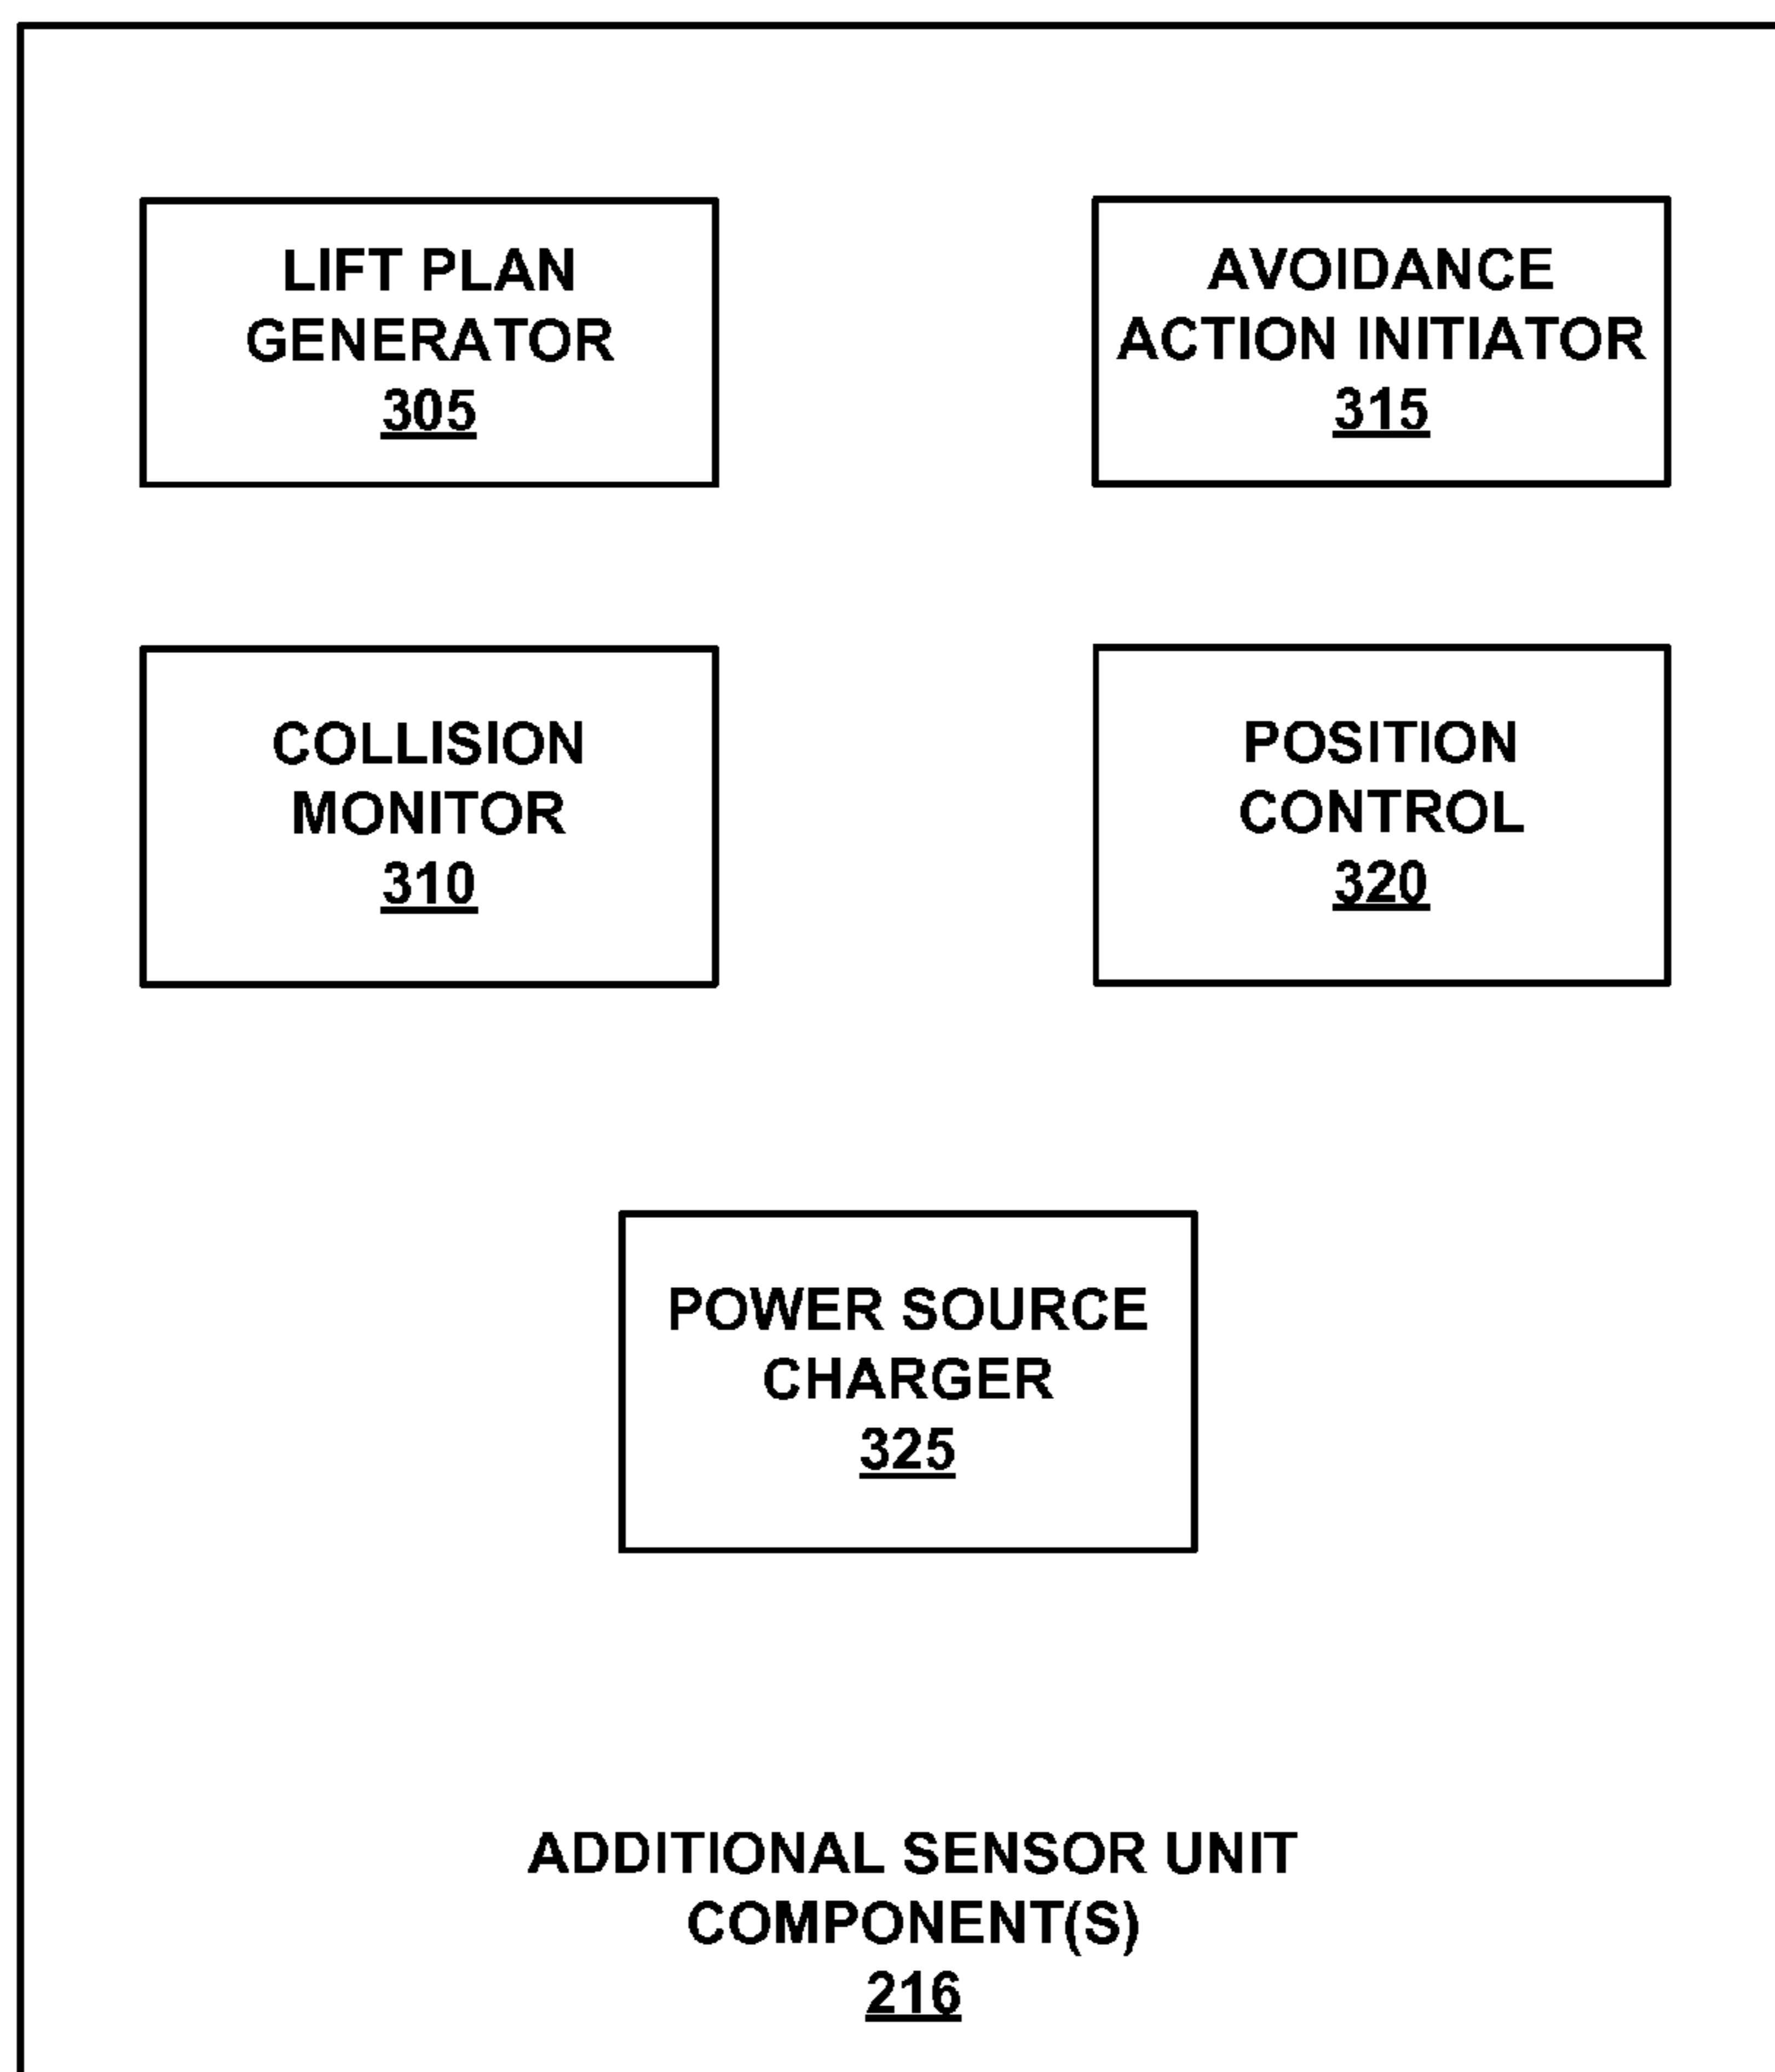 LIFT PLAN
GENERATOR
305
AVOIDANCE
ACTION INITIATOR
315
COLLISION
MONITOR
310
POSITION
CONTROL
320
POWER SOURCE
CHARGER
325
ADDITIONAL SENSOR UNIT
COMPONENT(S)
216